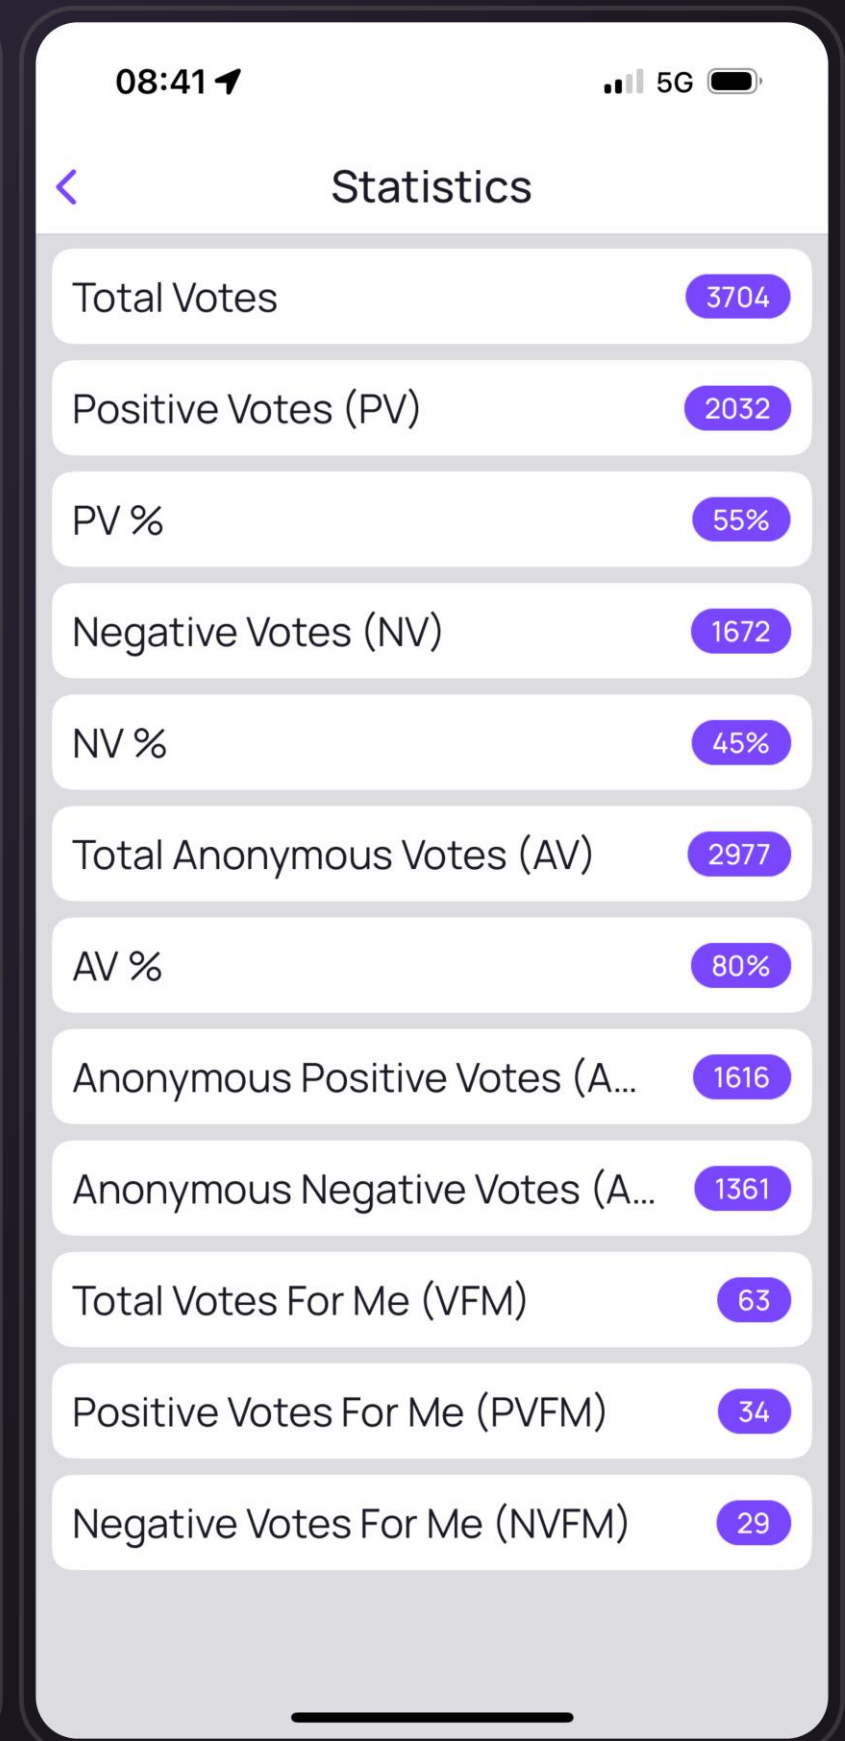 08:41
5G
Statistics
Total Votes 3704
Positive Votes (PV) 2032
PV % 55%
Negative Votes (NV) 1672
NV % 45%
Total Anonymous Votes (AV) 2977
AV % 80%
Anonymous Positive Votes (A... 1616
Anonymous Negative Votes (A... 1361
Total Votes For Me (VFM) 63
Positive Votes For Me (PVFM) 34
Negative Votes For Me (NVFM) 29